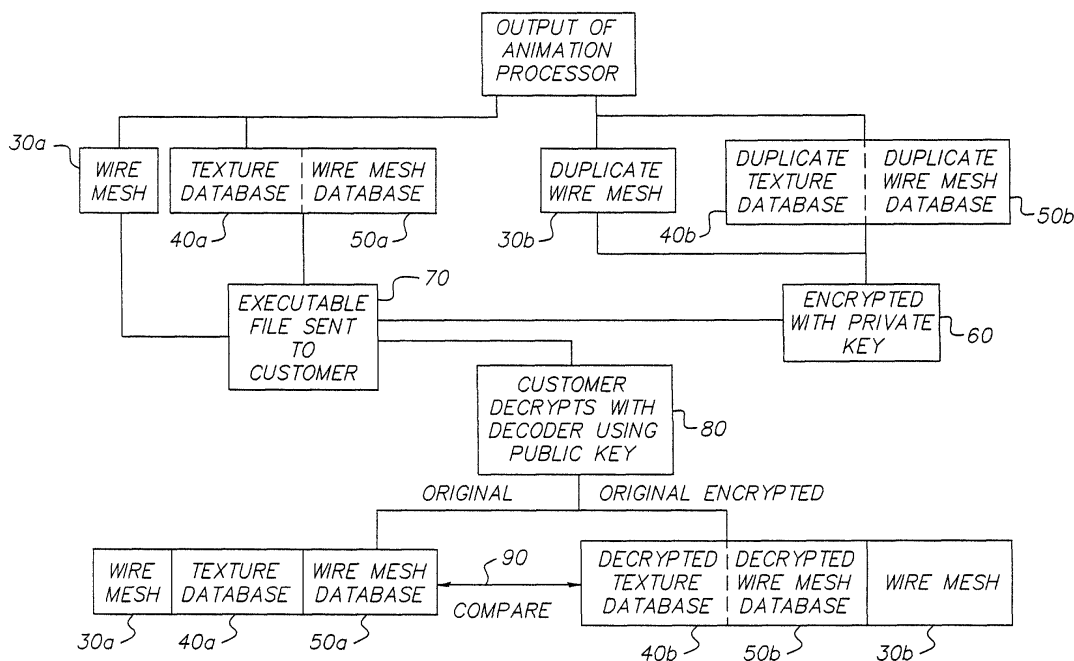 OUTPUT OF
ANIMATION
PROCESSOR
30a
WIRE
MESH
TEXTURE
DATABASE
WIRE MESH
DATABASE
40a
50a
DUPLICATE
WIRE MESH
30b
DUPLICATE
TEXTURE
DATABASE
DUPLICATE
WIRE MESH
DATABASE
40b
50b
EXECUTABLE
FILE SENT
TO
CUSTOMER
70
ENCRYPTED
WITH PRIVATE
KEY
60
CUSTOMER
DECRYPTS WITH
DECODER USING
PUBLIC KEY
80
ORIGINAL
ORIGINAL ENCRYPTED
WIRE
MESH
TEXTURE
DATABASE
WIRE MESH
DATABASE
30a
40a
50a
90
COMPARE
DECRYPTED
TEXTURE
DATABASE
DECRYPTED
WIRE MESH
DATABASE
WIRE MESH
40b
50b
30b